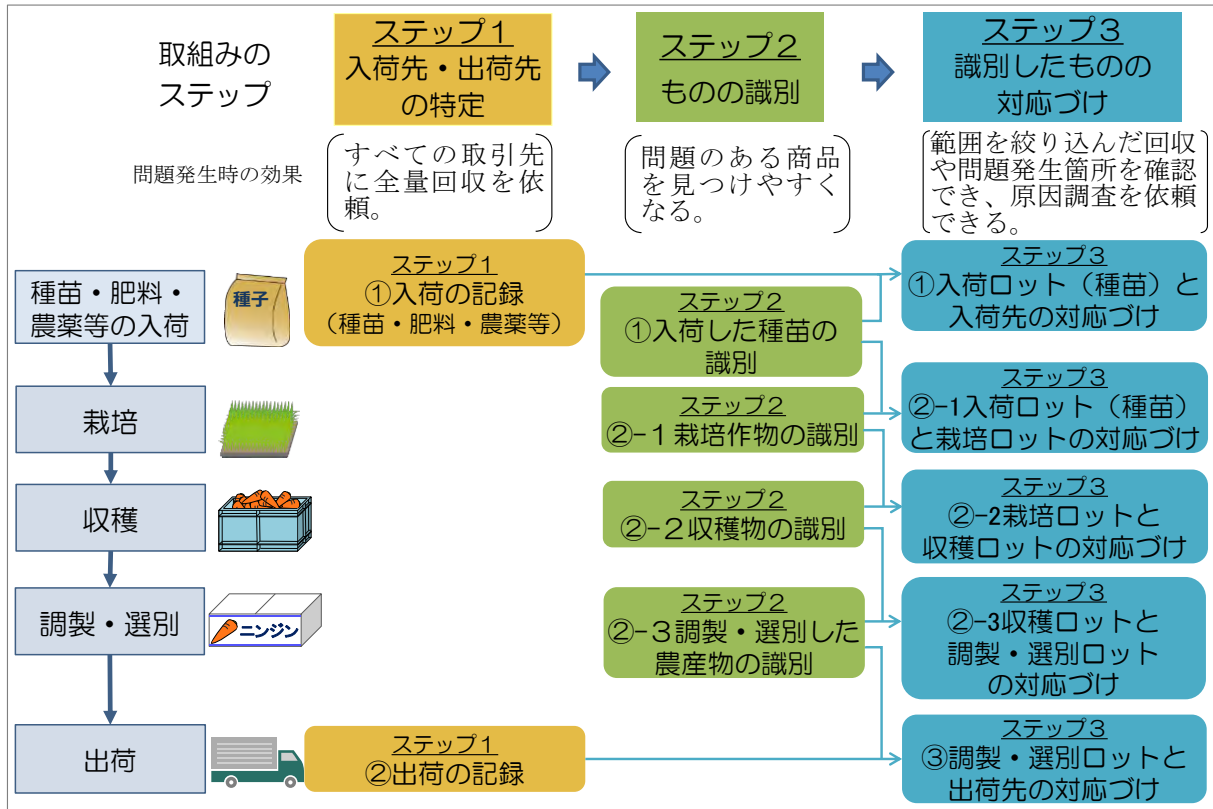 取組みの
ステップ
ステップ１
入荷先・出荷先
の特定
ステップ２
ものの識別
ステップ３
識別したものの
対応づけ
問題発生時の効果
すべての取引先
に全量回収を依
頼。
問題のある商品
を見つけやすく
なる。
範囲を絞り込んだ回収
や問題発生箇所を確認
でき、原因調査を依頼
できる。
種苗・肥料・
農薬等の入荷
種子
ステップ１
①入荷の記録
（種苗・肥料・農薬等）
ステップ２
①入荷した種苗の
識別
ステップ３
①入荷ロット（種苗）と
入荷先の対応づけ
栽培
ステップ２
②-１栽培作物の識別
ステップ３
②-1入荷ロット（種苗）
と栽培ロットの対応づけ
収穫
ステップ２
②-２収穫物の識別
ステップ３
②-2栽培ロットと
収穫ロットの対応づけ
調製・選別
ニンジン
ステップ２
②-３調製・選別した
農産物の識別
ステップ３
②-3収穫ロットと
調製・選別ロット
の対応づけ
出荷
ステップ１
②出荷の記録
ステップ３
③調製・選別ロットと
出荷先の対応づけ